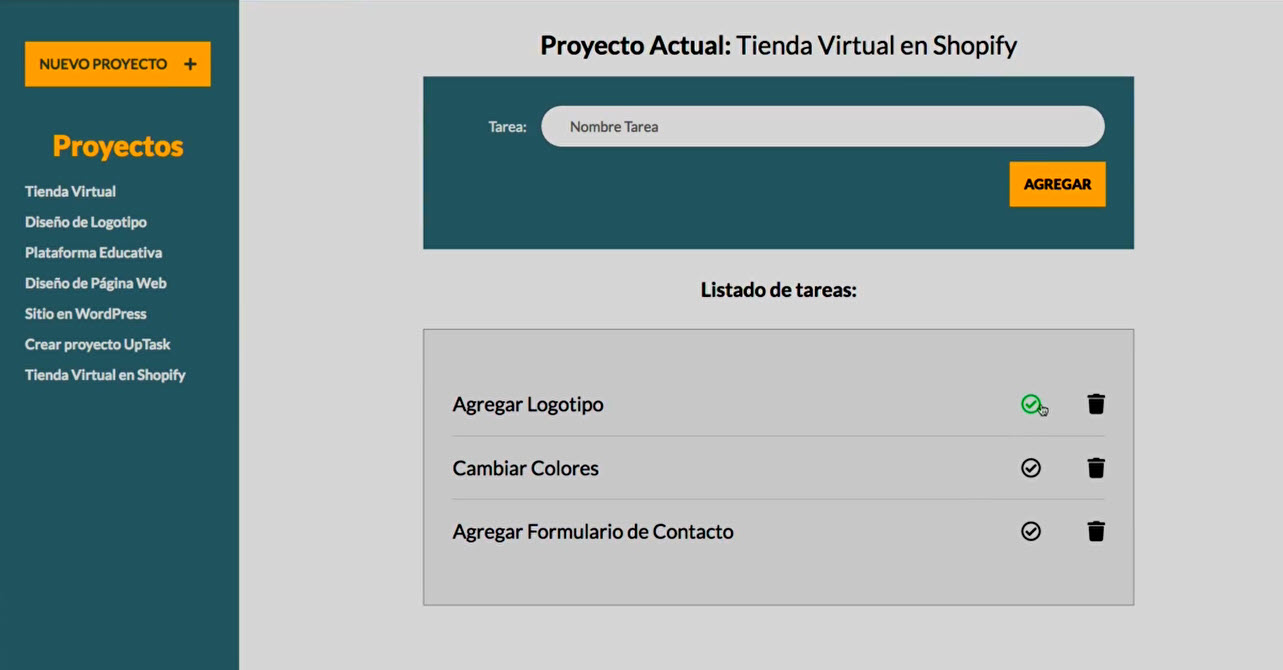 NUEVO PROYECTO +
Proyectos
Tienda Virtual
Diseño de Logotipo
Plataforma Educativa
Diseño de Página Web
Sitio en WordPress
Crear proyecto UpTask
Tienda Virtual en Shopify
Proyecto Actual: Tienda Virtual en Shopify
Tarea: Nombre Tarea
AGREGAR
Listado de tareas:
Agregar Logotipo
Cambiar Colores
Agregar Formulario de Contacto